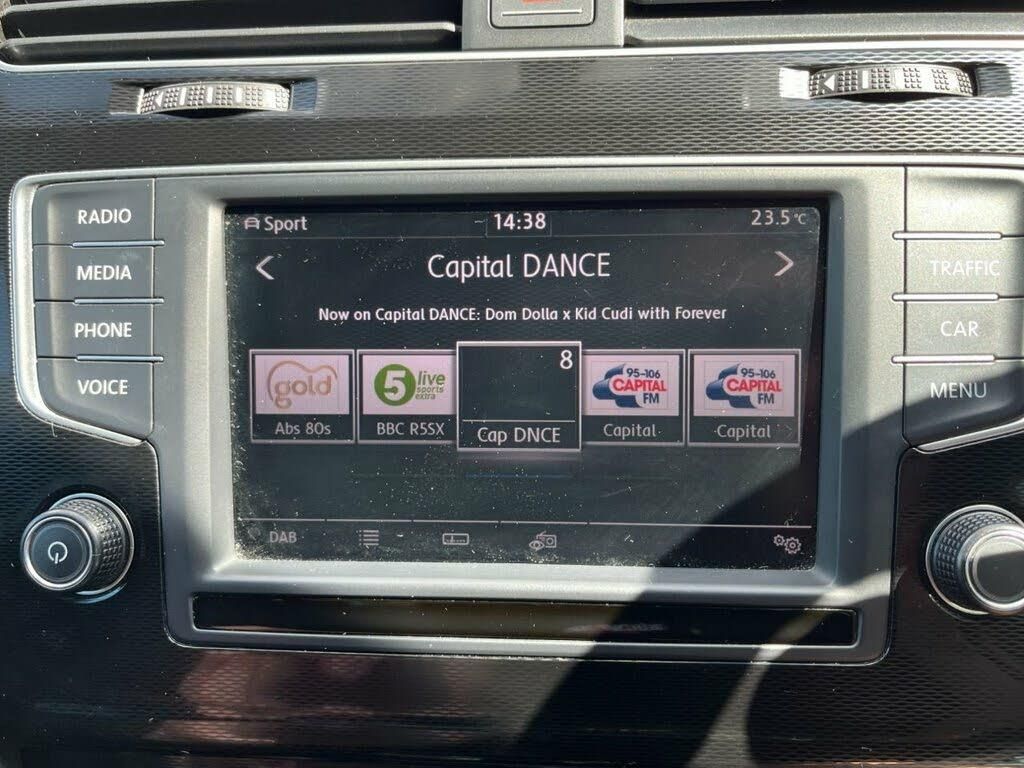 RADIO
MEDIA
PHONE
VOICE
Sport
14:38
23.5°C
< Capital DANCE >
Now on Capital DANCE: Dom Dolla x Kid Cudi with Forever
gold
Abs 80s
5 live
sports
extra
BBC R5SX
8
Cap DNCE
95-106
CAPITAL
FM
Capital
95-106
CAPITAL
FM
Capital
DAB
TRAFFIC
CAR
MENU